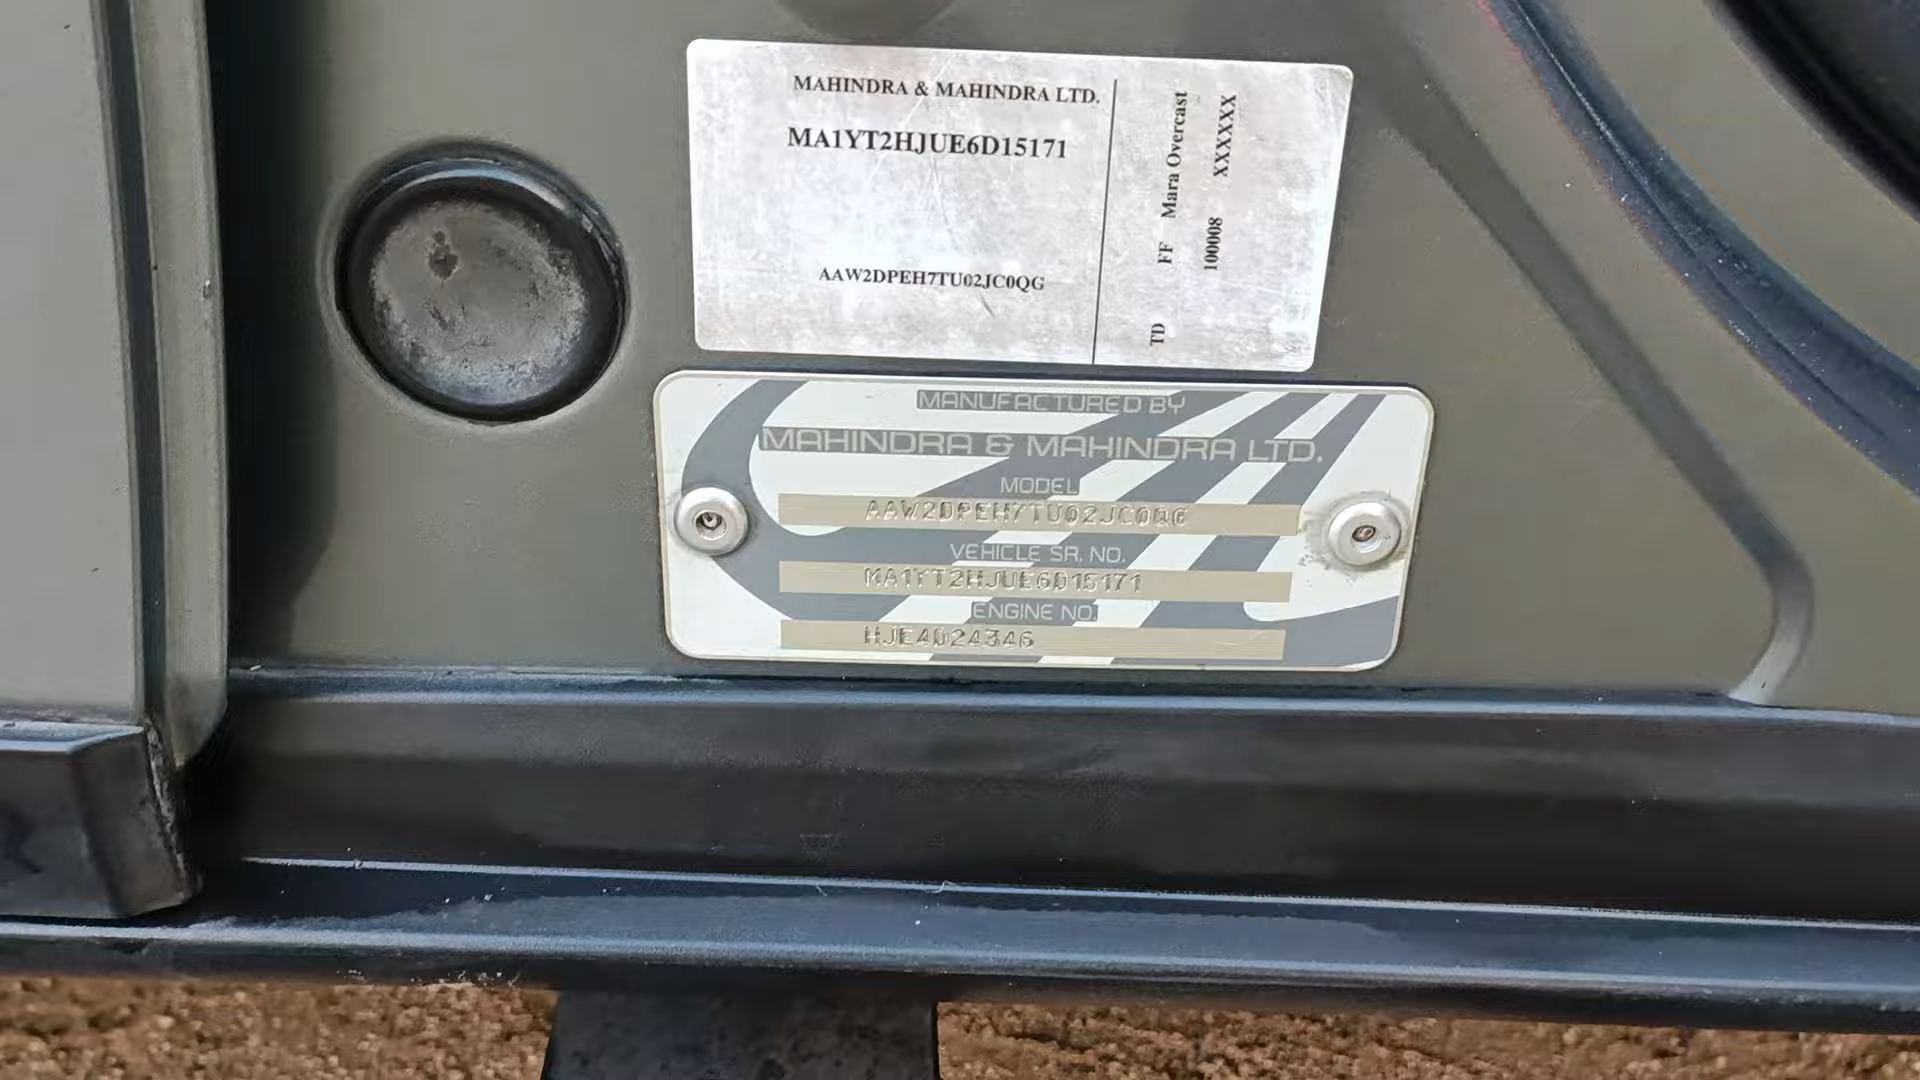 MAHINDRA & MAHINDRA LTD.
MA1YT2HJUE6D15171
AAW2DPEH7TU02JC0QG
TD FF Mara Overcast
100008 XXXXXXX
MANUFACTURED BY
MAHINDRA & MAHINDRA LTD.
MODEL
AAW2DPEH7TU02JC0QG
VEHICLE SR. NO.
MA1YT2HJUE6D15171
ENGINE NO.
HJE4D24346